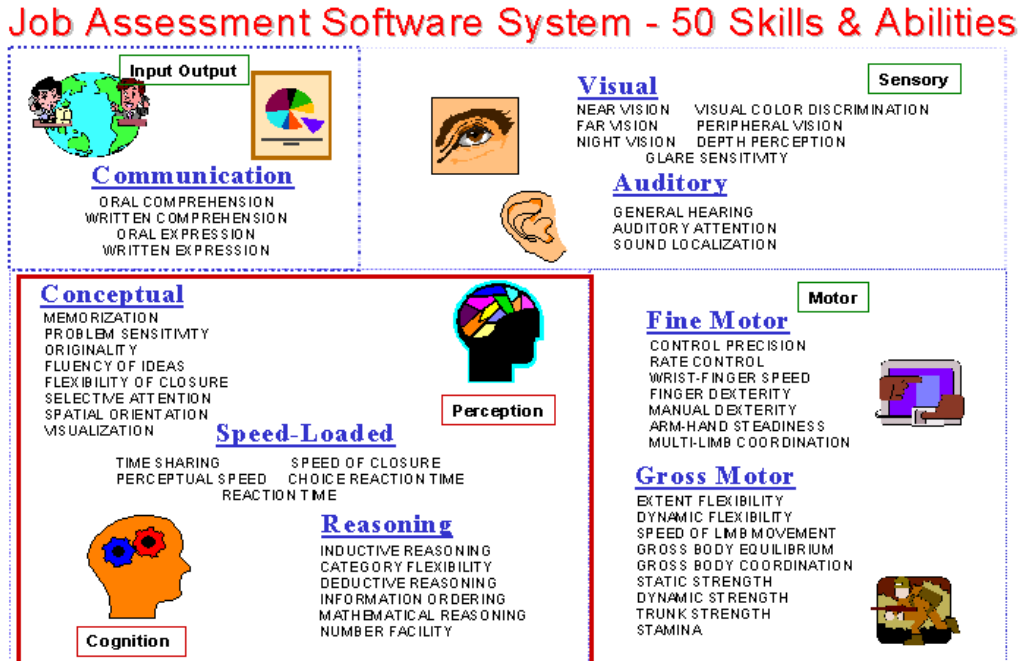 Job Assessment Software System - 50 Skills & Abilities
Input Output
Communication
ORAL COMPREHENSION
WRITTEN COMPREHENSION
ORAL EXPRESSION
WRITTEN EXPRESSION
Sensory
Visual
NEAR VISION VISUAL COLOR DISCRIMINATION
FAR VISION PERIPHERAL VISION
NIGHT VISION DEPTH PERCEPTION
GLARE SENSITIVITY
Auditory
GENERAL HEARING
AUDITORY ATTENTION
SOUND LOCALIZATION
Conceptual
MEMORIZATION
PROBLEM SENSITIVITY
ORIGINALITY
FLUENCY OF IDEAS
FLEXIBILITY OF CLOSURE
SELECTIVE ATTENTION
SPATIAL ORIENTATION
VISUALIZATION
Perception
Speed-Loaded
TIME SHARING SPEED OF CLOSURE
PERCEPTUAL SPEED CHOICE REACTION TIME
REACTION TIME
Reasoning
INDUCTIVE REASONING
CATEGORY FLEXIBILITY
DEDUCTIVE REASONING
INFORMATION ORDERING
MATHEMATICAL REASONING
NUMBER FACILITY
Cognition
Motor
Fine Motor
CONTROL PRECISION
RATE CONTROL
WRIST-FINGER SPEED
FINGER DEXTERITY
MANUAL DEXTERITY
ARM-HAND STEADINESS
MULTI-LIMB COORDINATION
Gross Motor
EXTENT FLEXIBILITY
DYNAMIC FLEXIBILITY
SPEED OF LIMB MOVEMENT
GROSS BODY EQUILIBRIUM
GROSS BODY COORDINATION
STATIC STRENGTH
DYNAMIC STRENGTH
TRUNK STRENGTH
STAMINA